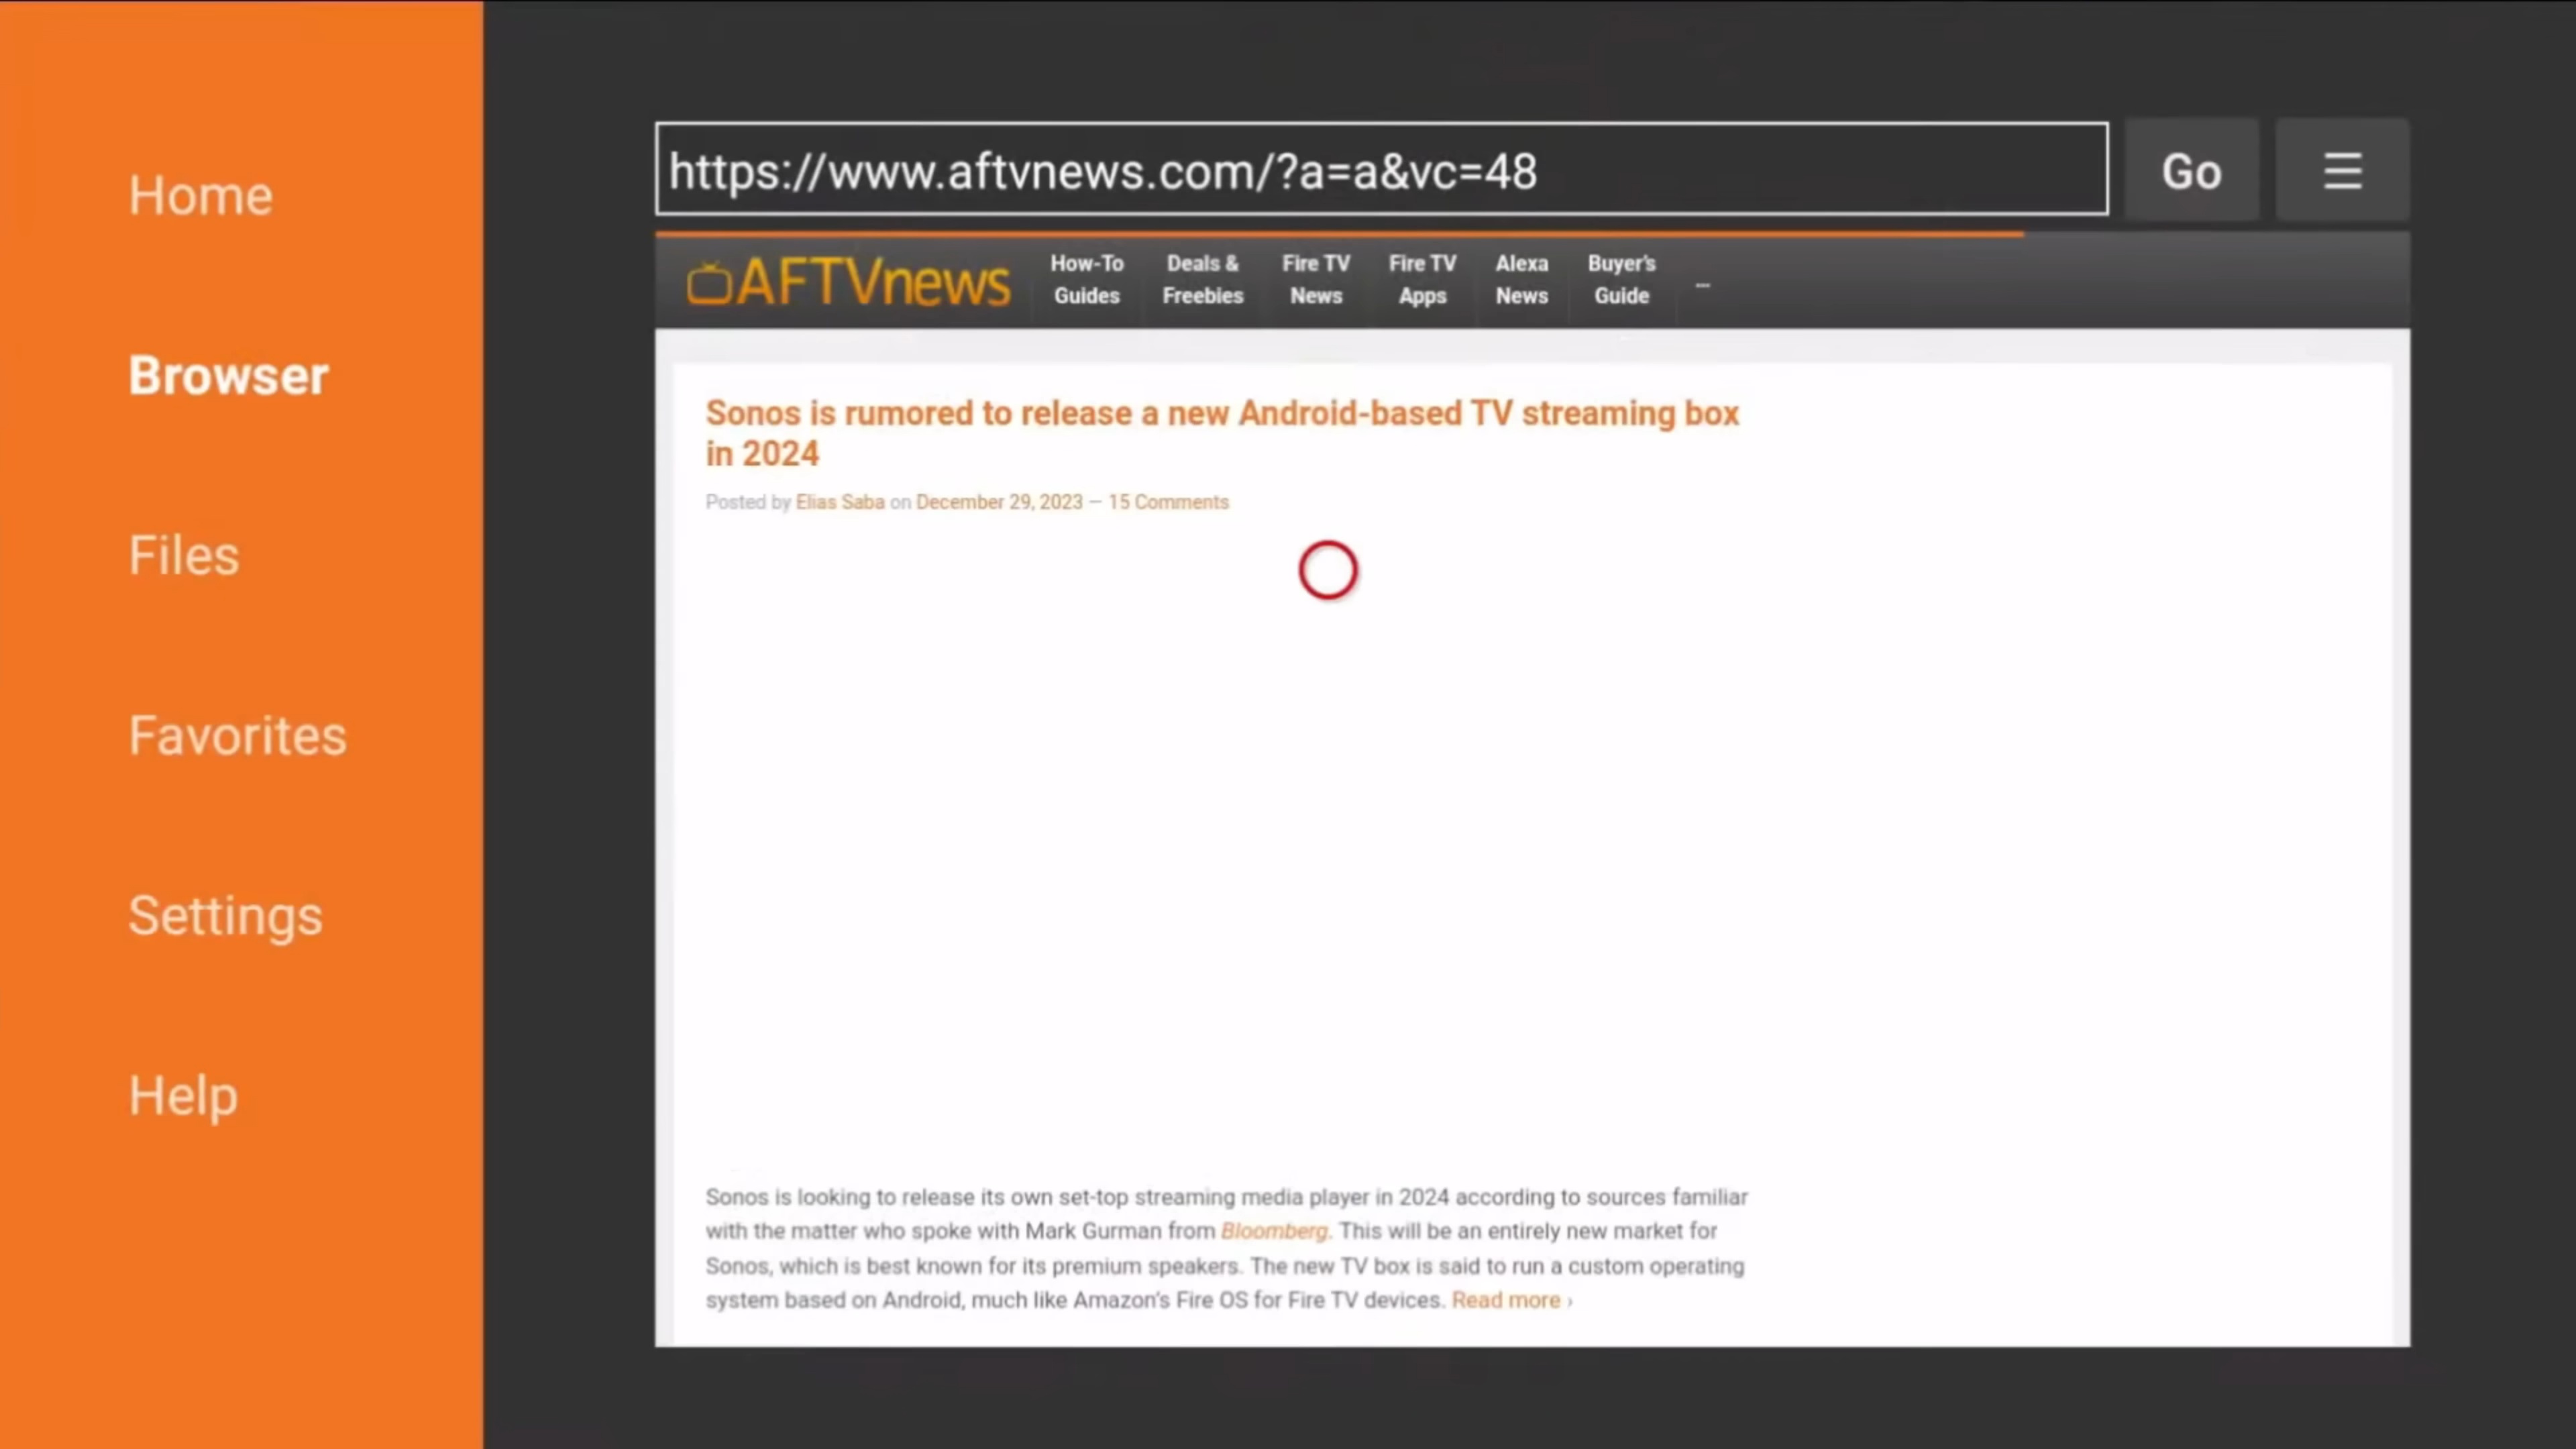 Home
Browser
Files
Favorites
Settings
Help
https://www.aftvnews.com/?a=a&vc=48
Go
AFTVnews
How-To
Guides
Deals &
Freebies
Fire TV
News
Fire TV
Apps
Alexa
News
Buyer's
Guide
...
Sonos is rumored to release a new Android-based TV streaming box
in 2024
Posted by Elias Saba on December 29, 2023 — 15 Comments
Sonos is looking to release its own set-top streaming media player in 2024 according to sources familiar
with the matter who spoke with Mark Gurman from Bloomberg. This will be an entirely new market for
Sonos, which is best known for its premium speakers. The new TV box is said to run a custom operating
system based on Android, much like Amazon's Fire OS for Fire TV devices. Read more ›